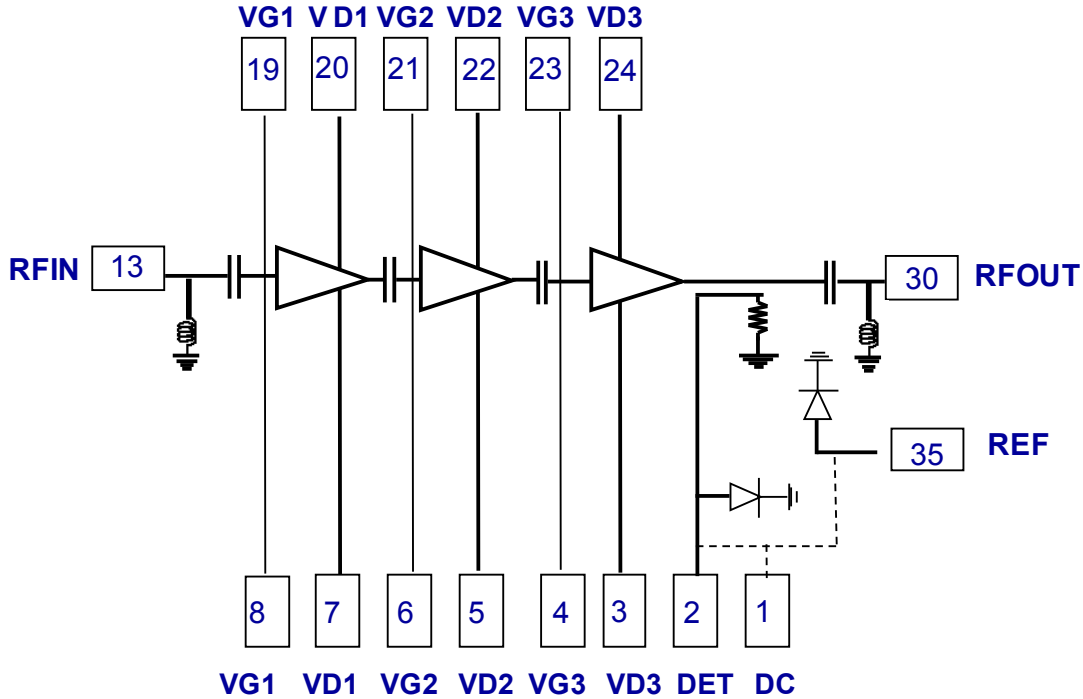 VG1 V D1 VG2 VD2 VG3 VD3
19 20 21 22 23 24
RFIN 13 30 RFOUT
35 REF
8 7 6 5 4 3 2 1
VG1 VD1 VG2 VD2 VG3 VD3 DET DC